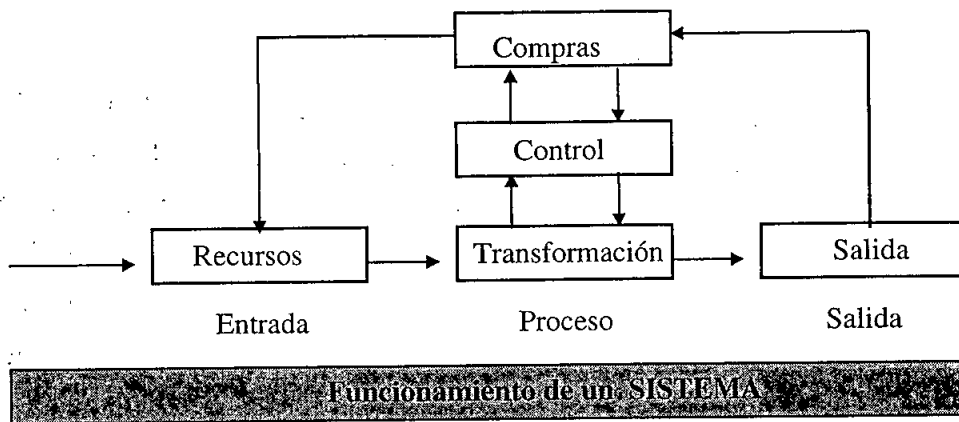 Compras
Control
Recursos
Transformación
Salida
Entrada
Proceso
Salida
Funcionamiento de un SISTEMA